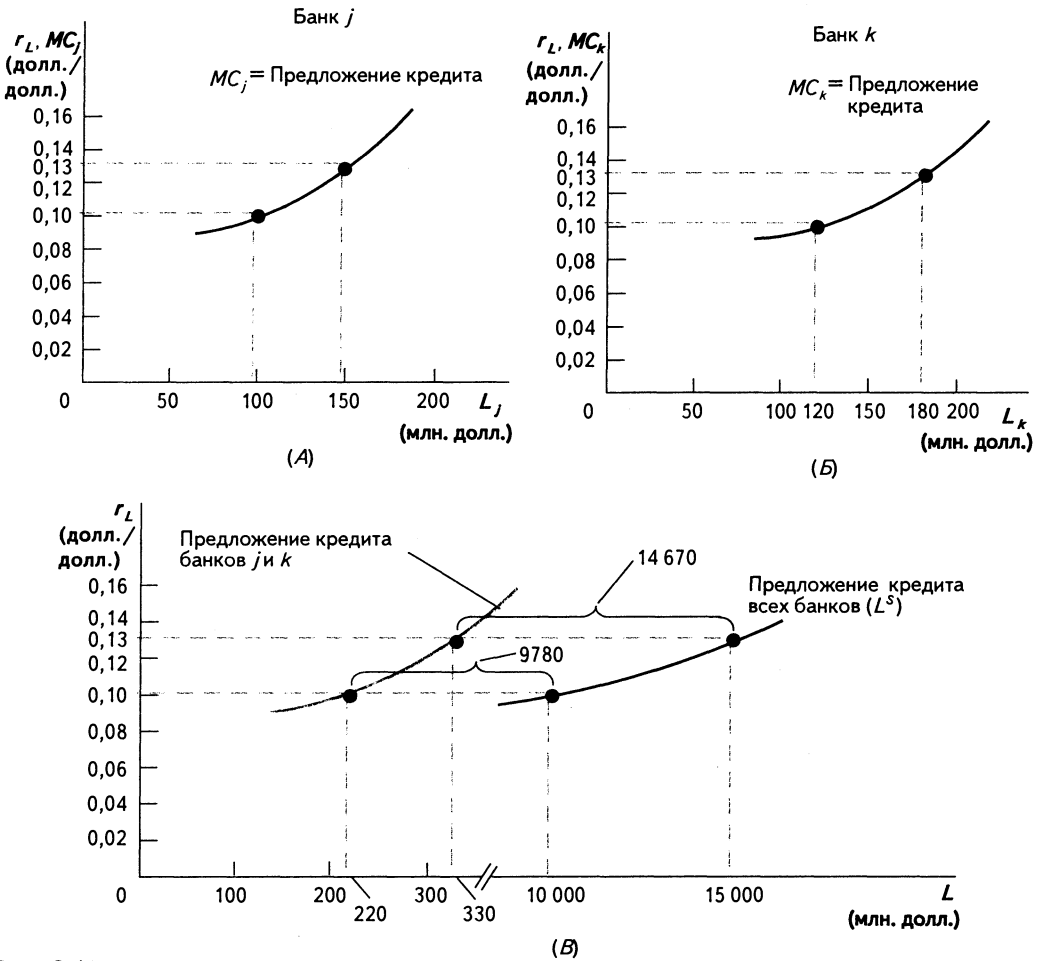 Банк j
r_L, MC_j
(долл./
долл.)
MC_j = Предложение кредита
0,16
0,14
0,13
0,12
0,10
0,08
0,06
0,04
0,02
0
100
150
200
L_j
(млн. долл.)
(А)
Банк k
r_L, MC_k
(долл./
долл.)
MC_k = Предложение
кредита
0,16
0,14
0,13
0,12
0,10
0,08
0,06
0,04
0,02
0
50
100 120
150
180 200
L_k
(млн. долл.)
(Б)
r_L
(долл./
долл.)
Предложение кредита
банков j и k
14 670
Предложение кредита
всех банков (L^S)
9780
0,16
0,14
0,13
0,12
0,10
0,08
0,06
0,04
0,02
0
100
200
300
10 000
15 000
L
220
330
(млн. долл.)
(В)